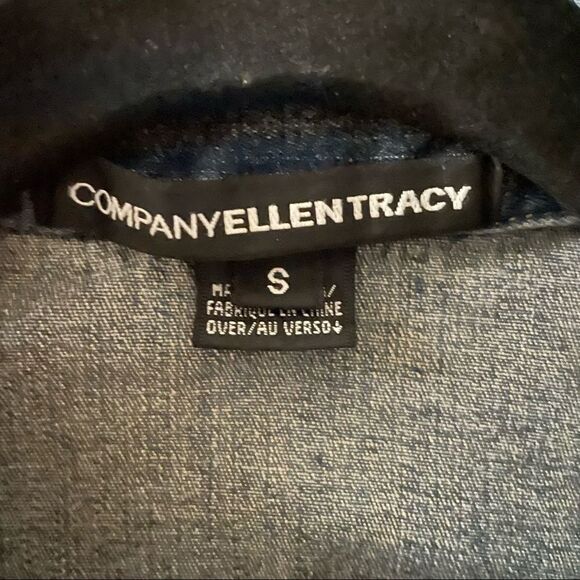 COMPANYELLENTRACY
S
FABRIQUE EN CHINE
OVER/AU VERSO↓